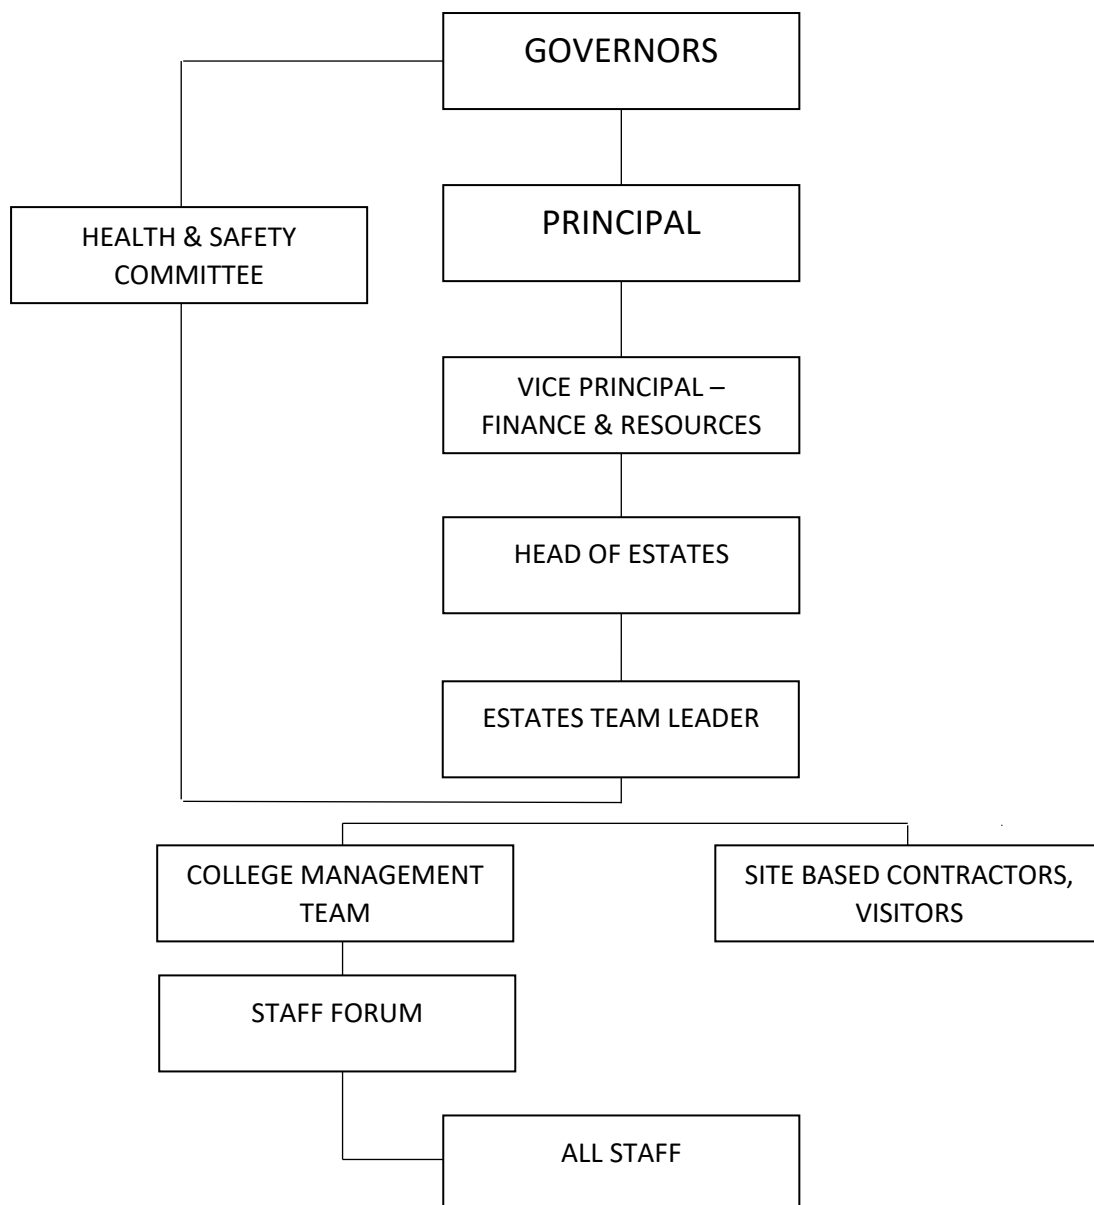 GOVERNORS
PRINCIPAL
HEALTH & SAFETY
COMMITTEE
VICE PRINCIPAL –
FINANCE & RESOURCES
HEAD OF ESTATES
ESTATES TEAM LEADER
COLLEGE MANAGEMENT
TEAM
SITE BASED CONTRACTORS,
VISITORS
STAFF FORUM
ALL STAFF